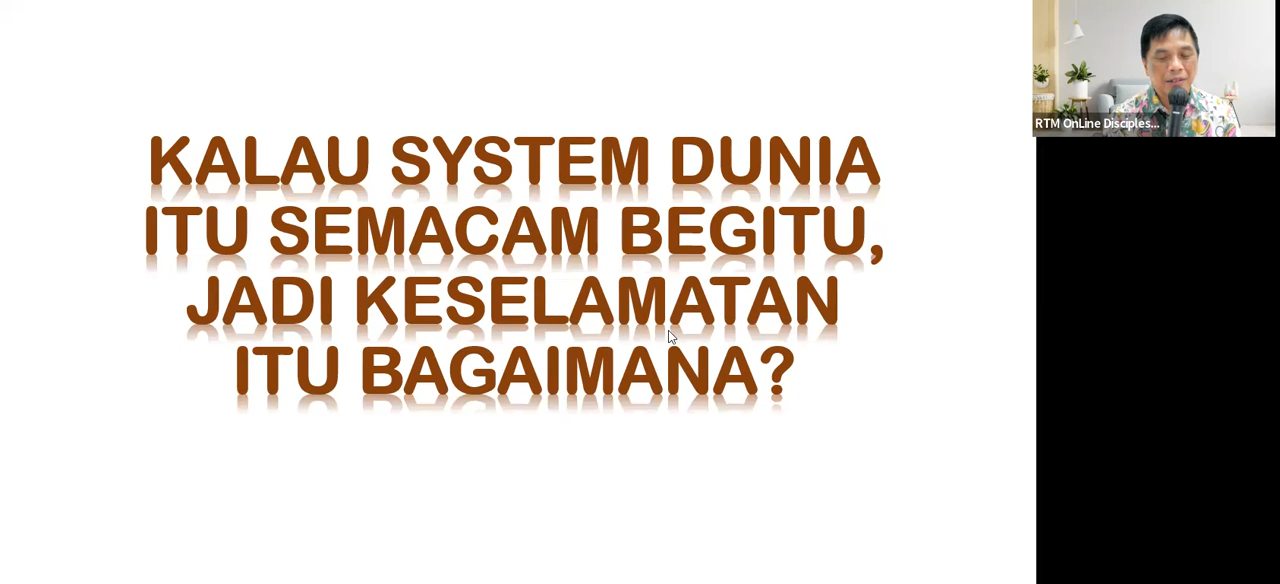 KALAU SYSTEM DUNIA
ITU SEMACAM BEGITU,
JADI KESELAMATAN
ITU BAGAIMANA?
RTM OnLine Disciples...